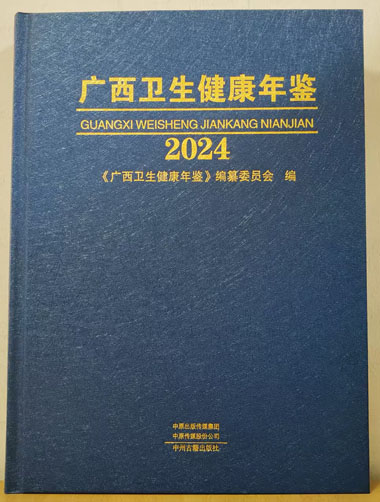 广西卫生健康年鉴
GUANGXI WEISHENG JIANKANG NIANJIAN
2024
《广西卫生健康年鉴》编纂委员会 编
中原出版传媒集团
中原传媒股份公司
中州古籍出版社